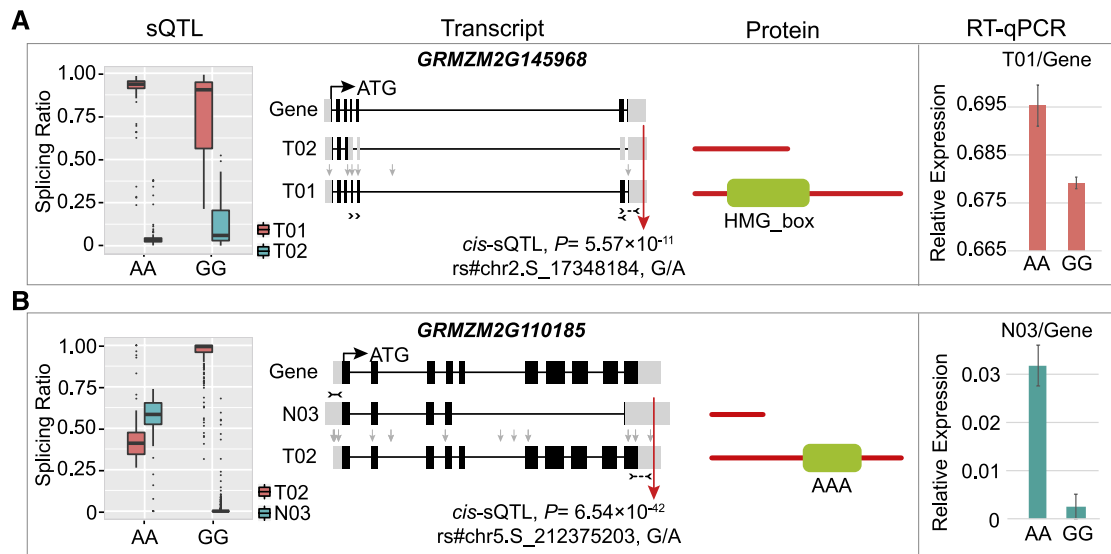 A
sQTL
Transcript
Protein
RT-qPCR
Splicing Ratio
1.00
0.75
0.50
0.25
0
AA
GG
T01
T02
GRMZM2G145968
ATG
Gene
T02
T01
cis-sQTL, P= 5.57×10-11
rs#chr2.S_17348184, G/A
HMG_box
T01/Gene
Relative Expression
0.695
0.685
0.675
0.665
AA
GG
B
Splicing Ratio
1.00
0.75
0.50
0.25
0
AA
GG
T02
N03
GRMZM2G110185
ATG
Gene
N03
T02
cis-sQTL, P= 6.54×10-42
rs#chr5.S_212375203, G/A
AAA
N03/Gene
Relative Expression
0.03
0.02
0.01
0
AA
GG